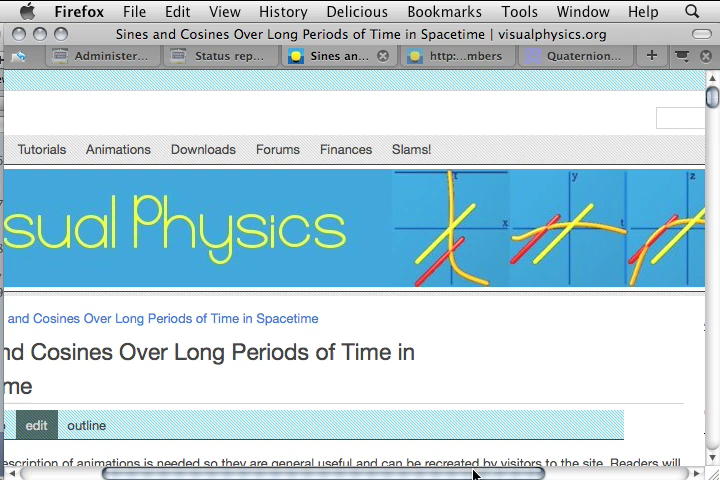 Firefox File Edit View History Delicious Bookmarks Tools Window Help
Sines and Cosines Over Long Periods of Time in Spacetime | visualphysics.org
Administer... Status rep... Sines an... http:...mbers Quaternion...
Tutorials Animations Downloads Forums Finances Slams!
sual Physics
t x y t z
and Cosines Over Long Periods of Time in Spacetime
nd Cosines Over Long Periods of Time in
me
edit outline
escription of animations is needed so they are general useful and can be recreated by visitors to the site. Readers will